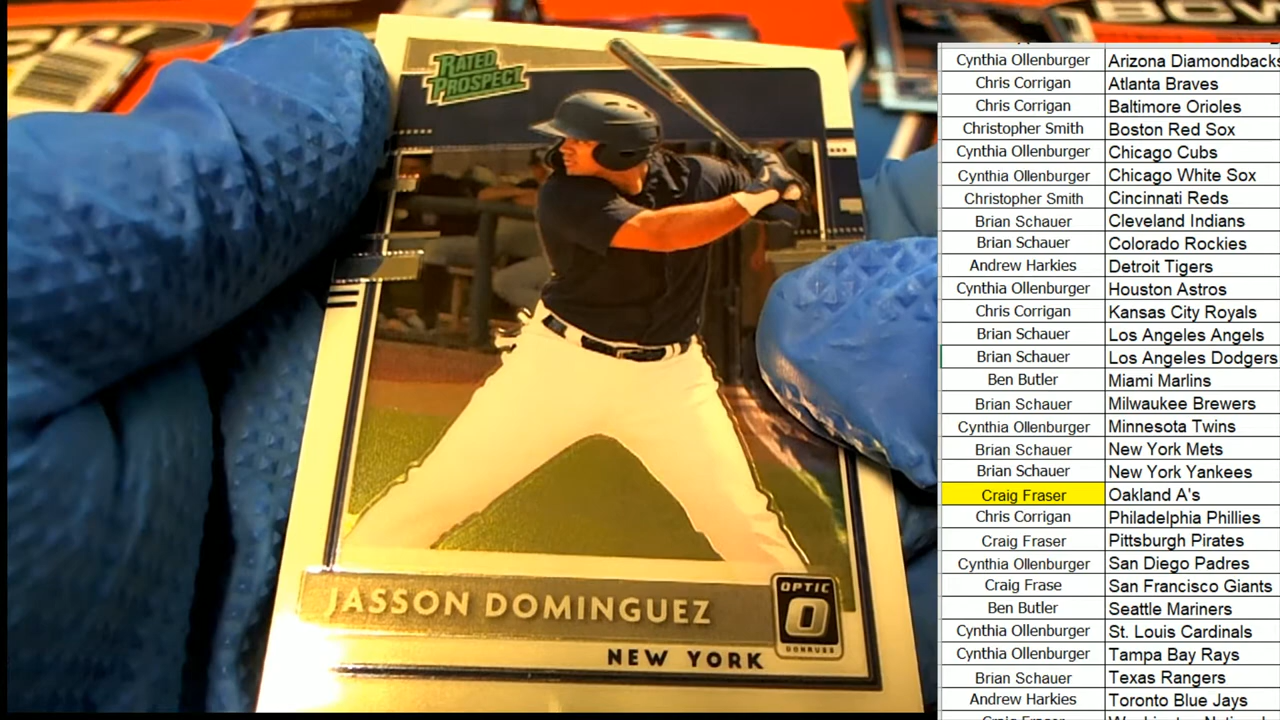 BCW
RATED
PROSPECT
JASSON DOMINGUEZ
OPTIC
O
DONRUSS
NEW YORK
Cynthia Ollenburger Arizona Diamondbacks
Chris Corrigan Atlanta Braves
Chris Corrigan Baltimore Orioles
Christopher Smith Boston Red Sox
Cynthia Ollenburger Chicago Cubs
Cynthia Ollenburger Chicago White Sox
Christopher Smith Cincinnati Reds
Brian Schauer Cleveland Indians
Brian Schauer Colorado Rockies
Andrew Harkies Detroit Tigers
Cynthia Ollenburger Houston Astros
Chris Corrigan Kansas City Royals
Brian Schauer Los Angeles Angels
Brian Schauer Los Angeles Dodgers
Ben Butler Miami Marlins
Brian Schauer Milwaukee Brewers
Cynthia Ollenburger Minnesota Twins
Brian Schauer New York Mets
Brian Schauer New York Yankees
Craig Fraser Oakland A's
Chris Corrigan Philadelphia Phillies
Craig Fraser Pittsburgh Pirates
Cynthia Ollenburger San Diego Padres
Craig Frase San Francisco Giants
Ben Butler Seattle Mariners
Cynthia Ollenburger St. Louis Cardinals
Cynthia Ollenburger Tampa Bay Rays
Brian Schauer Texas Rangers
Andrew Harkies Toronto Blue Jays